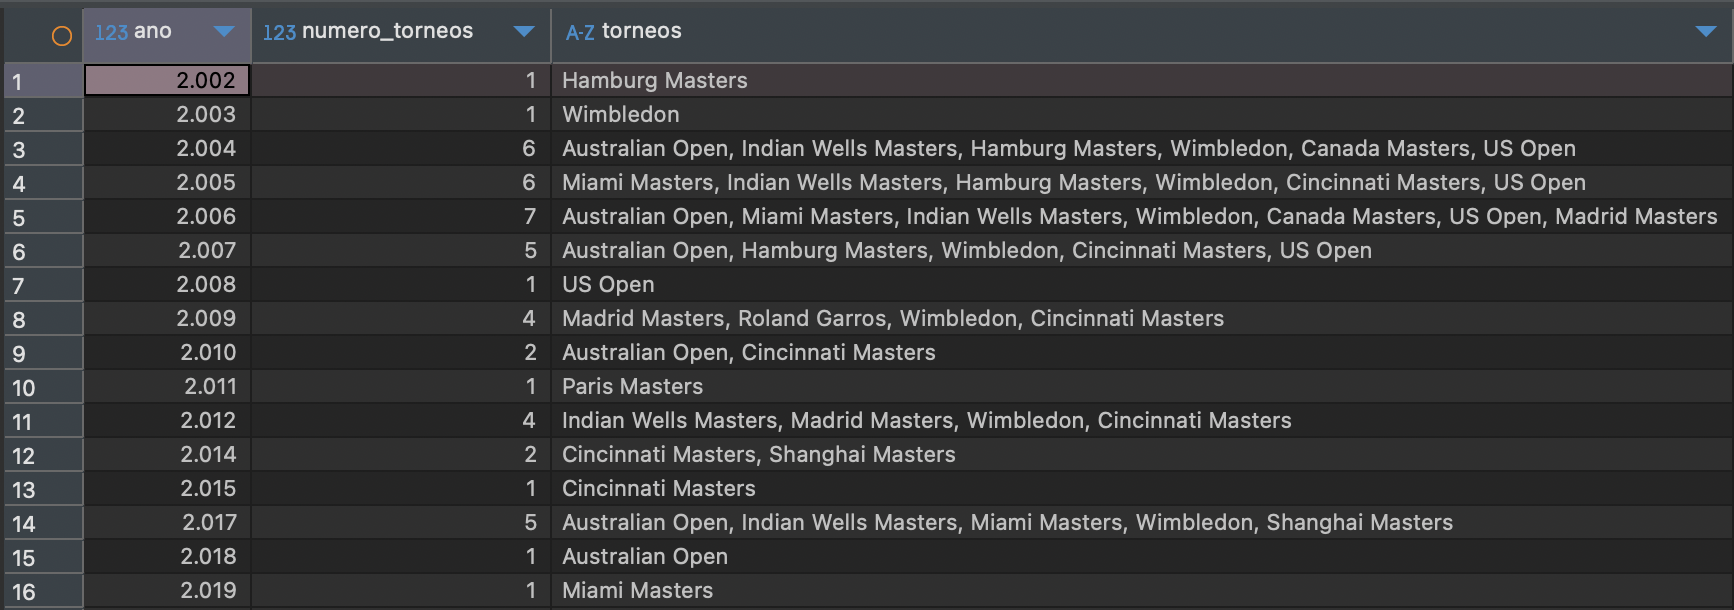 123 ano 123 numero_torneos A-Z torneos
1 2.002 1 Hamburg Masters
2 2.003 1 Wimbledon
3 2.004 6 Australian Open, Indian Wells Masters, Hamburg Masters, Wimbledon, Canada Masters, US Open
4 2.005 6 Miami Masters, Indian Wells Masters, Hamburg Masters, Wimbledon, Cincinnati Masters, US Open
5 2.006 7 Australian Open, Miami Masters, Indian Wells Masters, Wimbledon, Canada Masters, US Open, Madrid Masters
6 2.007 5 Australian Open, Hamburg Masters, Wimbledon, Cincinnati Masters, US Open
7 2.008 1 US Open
8 2.009 4 Madrid Masters, Roland Garros, Wimbledon, Cincinnati Masters
9 2.010 2 Australian Open, Cincinnati Masters
10 2.011 1 Paris Masters
11 2.012 4 Indian Wells Masters, Madrid Masters, Wimbledon, Cincinnati Masters
12 2.014 2 Cincinnati Masters, Shanghai Masters
13 2.015 1 Cincinnati Masters
14 2.017 5 Australian Open, Indian Wells Masters, Miami Masters, Wimbledon, Shanghai Masters
15 2.018 1 Australian Open
16 2.019 1 Miami Masters